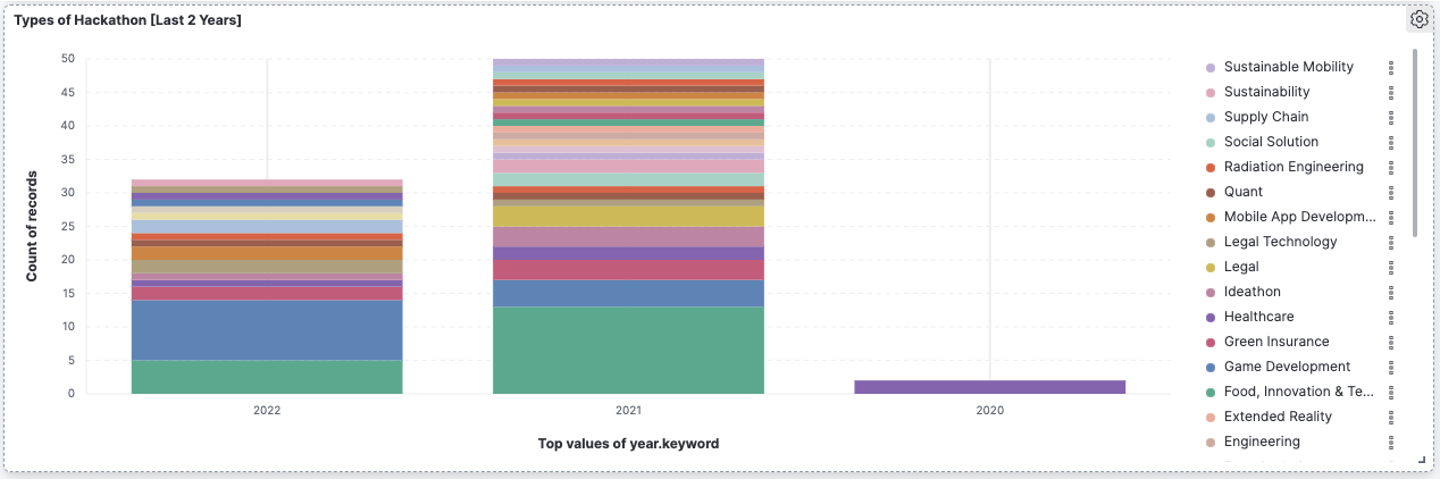 Types of Hackathon [Last 2 Years]
Count of records
50
45
40
35
30
25
20
15
10
5
0
2022 2021 2020
Top values of year.keyword
Sustainable Mobility
Sustainability
Supply Chain
Social Solution
Radiation Engineering
Quant
Mobile App Developm...
Legal Technology
Legal
Ideathon
Healthcare
Green Insurance
Game Development
Food, Innovation & Te...
Extended Reality
Engineering